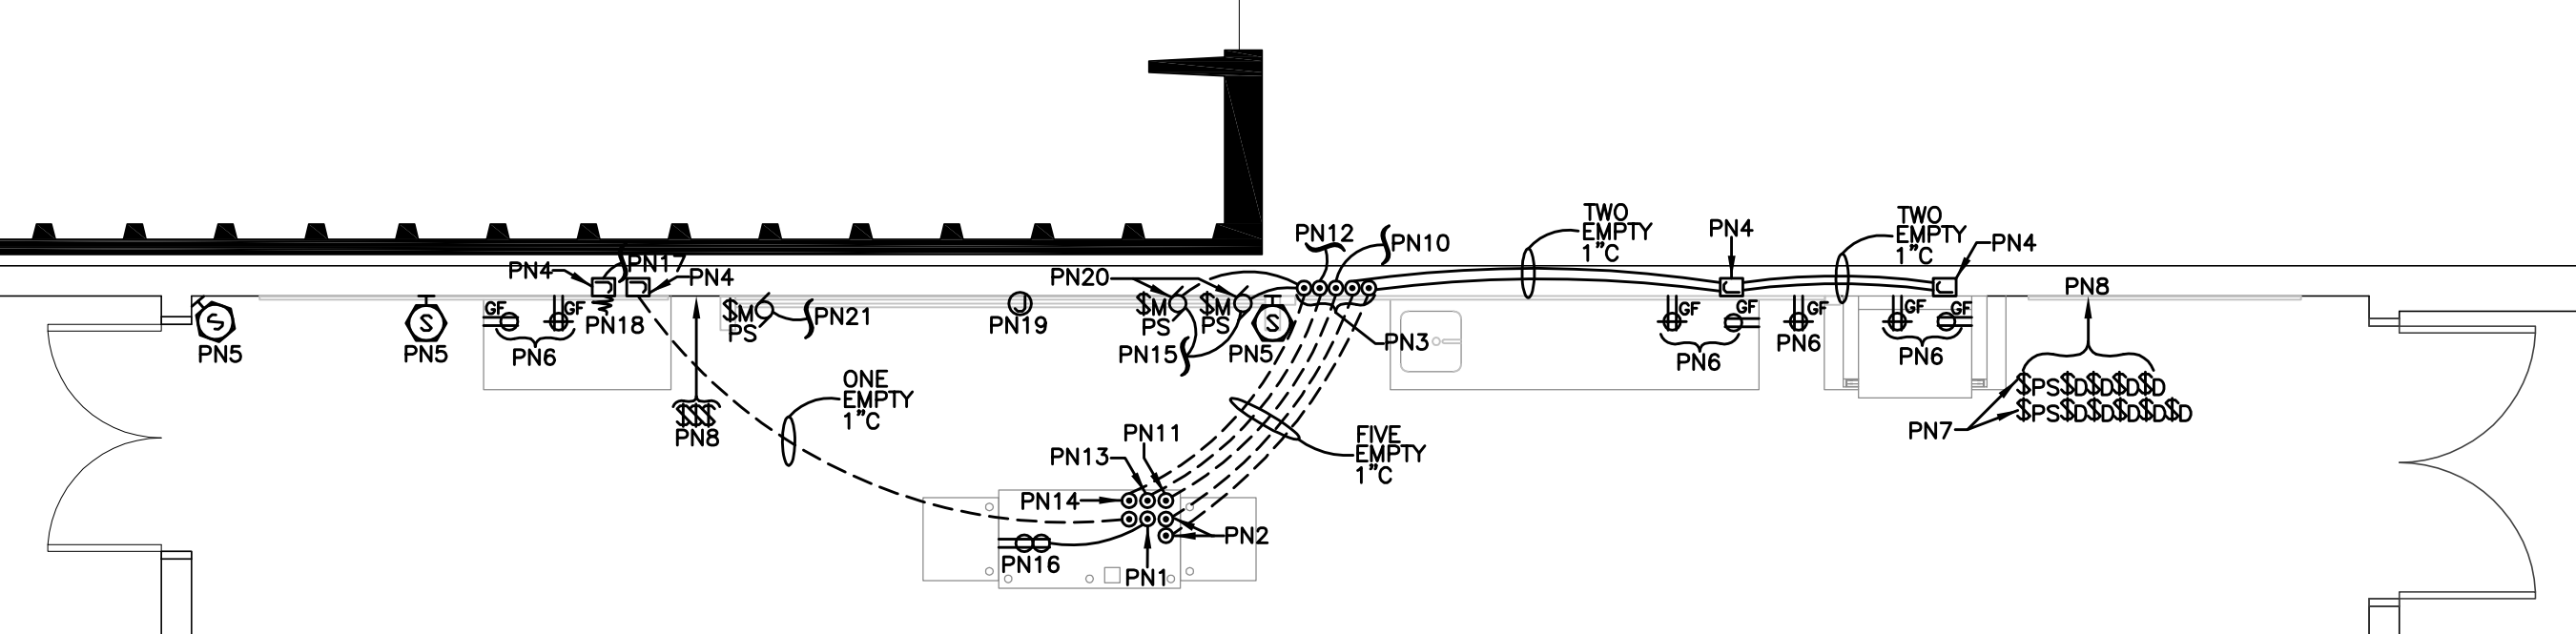 TWO
EMPTY
1"C
TWO
EMPTY
1"C
PN12
PN10
PN4
PN4
PN4
PN17
PN4
PN20
PN8
GF
GF
PN18
$M
PS
PN21
PN19
$M
PS
$M
PS
GF
GF
GF
GF
GF
PN5
PN5
PN6
PN15
PN5
PN3
PN6
PN6
PN6
ONE
EMPTY
1"C
$$$
PN8
$PS$D$D$D$D
$PS$D$D$D$D$D
PN7
PN11
PN13
FIVE
EMPTY
1"C
PN14
PN2
PN16
PN1
S
S
S
J